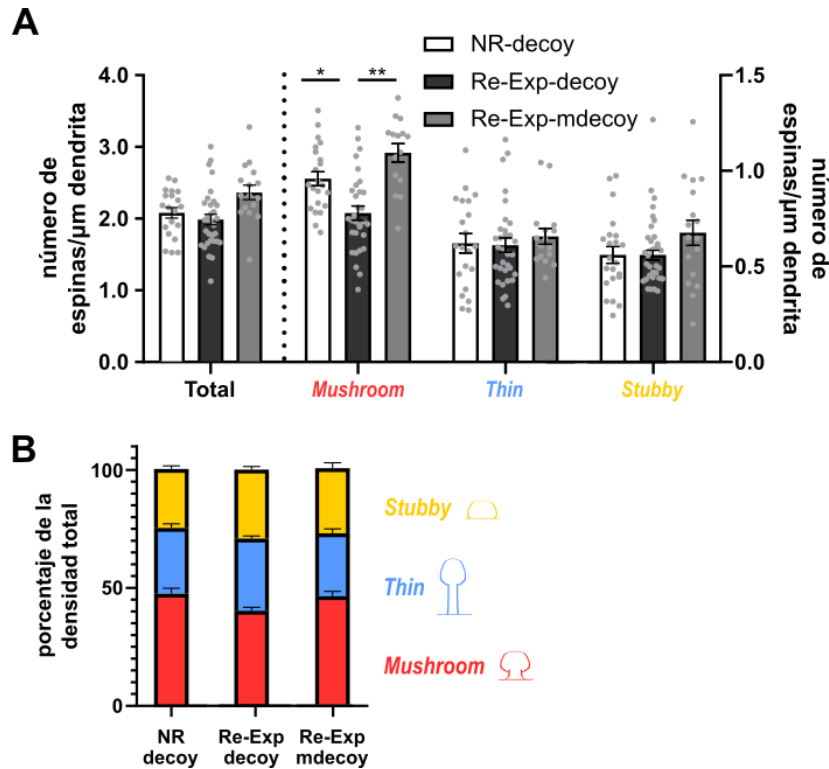 A
NR-decoy
Re-Exp-decoy
Re-Exp-mdecoy
* **
número de
espinas/µm dendrita
4.0
3.0
2.0
1.0
0.0
número de
espinas/µm dendrita
1.5
1.0
0.5
0.0
Total Mushroom Thin Stubby
B
porcentaje de la
densidad total
100
50
0
NR
decoy
Re-Exp
decoy
Re-Exp
mdecoy
Stubby
Thin
Mushroom